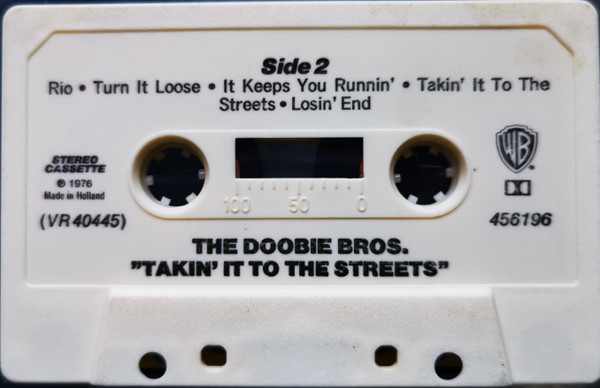 Side 2
Rio • Turn It Loose • It Keeps You Runnin' • Takin' It To The
Streets • Losin' End
STEREO
CASSETTE
℗ 1976
Made in Holland
(VR 40445)
100 50 0
WB
456196
THE DOOBIE BROS.
"TAKIN' IT TO THE STREETS"